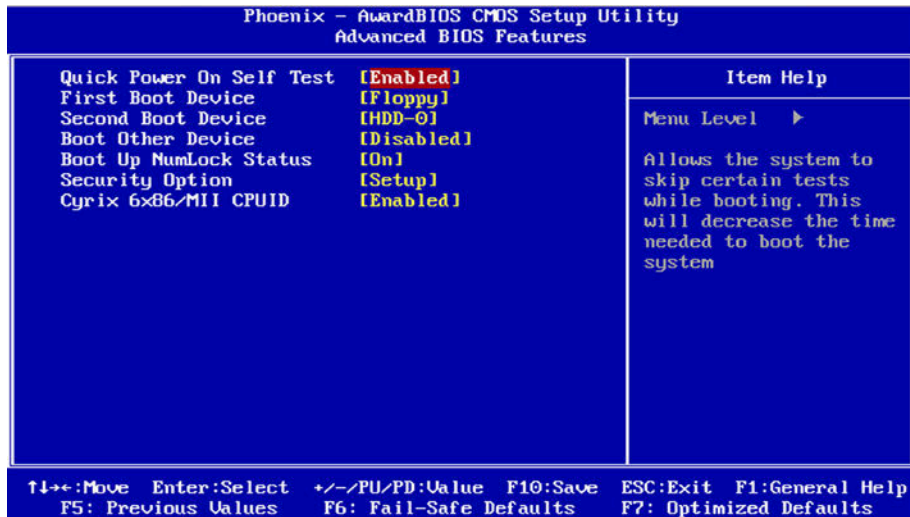 Phoenix – AwardBIOS CMOS Setup Utility
Advanced BIOS Features
Quick Power On Self Test [Enabled]
First Boot Device [Floppy]
Second Boot Device [HDD-0]
Boot Other Device [Disabled]
Boot Up NumLock Status [On]
Security Option [Setup]
Cyrix 6x86/MII CPUID [Enabled]
Item Help
Menu Level ▶
Allows the system to
skip certain tests
while booting. This
will decrease the time
needed to boot the
system
↑↓→←:Move Enter:Select +/-/PU/PD:Value F10:Save ESC:Exit F1:General Help
F5: Previous Values F6: Fail-Safe Defaults F7: Optimized Defaults